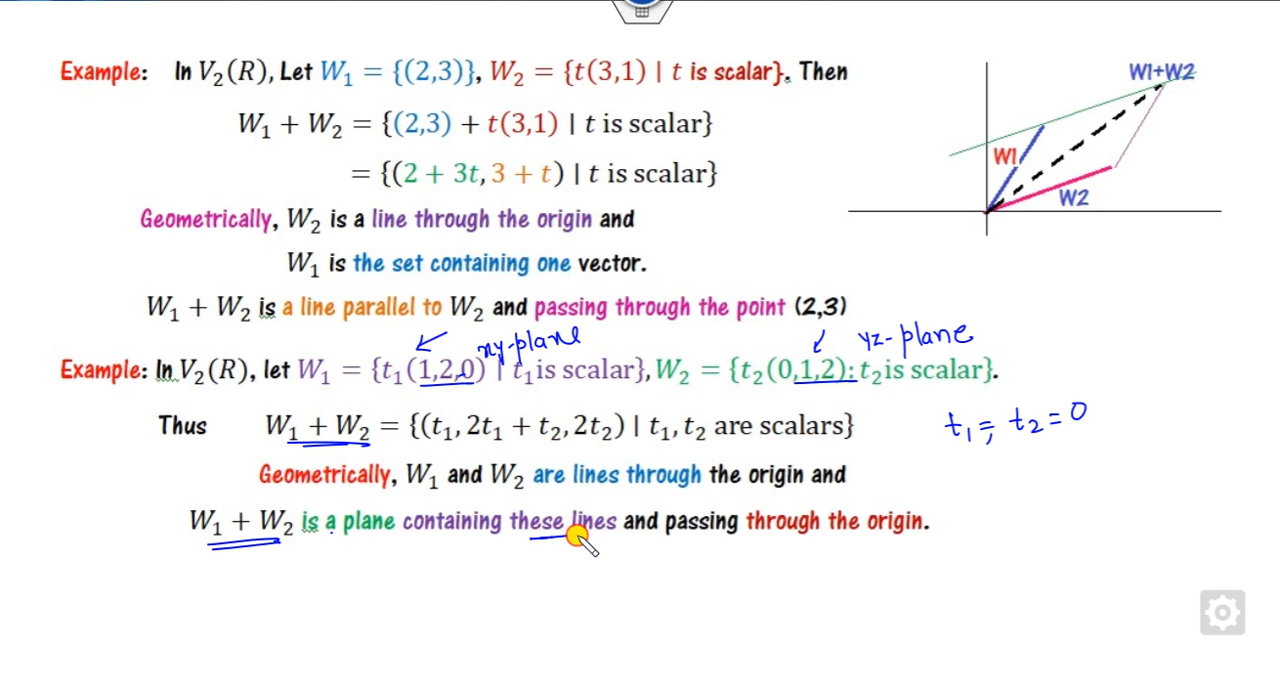 Example: In V₂(R), Let W₁ = {(2,3)}, W₂ = {t(3,1) | t is scalar}. Then
W₁ + W₂ = {(2,3) + t(3,1) | t is scalar}
= {(2 + 3t, 3 + t) | t is scalar}
Geometrically, W₂ is a line through the origin and
W₁ is the set containing one vector.
W₁ + W₂ is a line parallel to W₂ and passing through the point (2,3)
W1+W2
W1
W2
xy-plane
yz-plane
Example: In V₂(R), let W₁ = {t₁(1,2,0) | t₁is scalar}, W₂ = {t₂(0,1,2): t₂is scalar}.
Thus W₁ + W₂ = {(t₁, 2t₁ + t₂, 2t₂) | t₁, t₂ are scalars}
t₁ = , t₂ = 0
Geometrically, W₁ and W₂ are lines through the origin and
W₁ + W₂ is a plane containing these lines and passing through the origin.